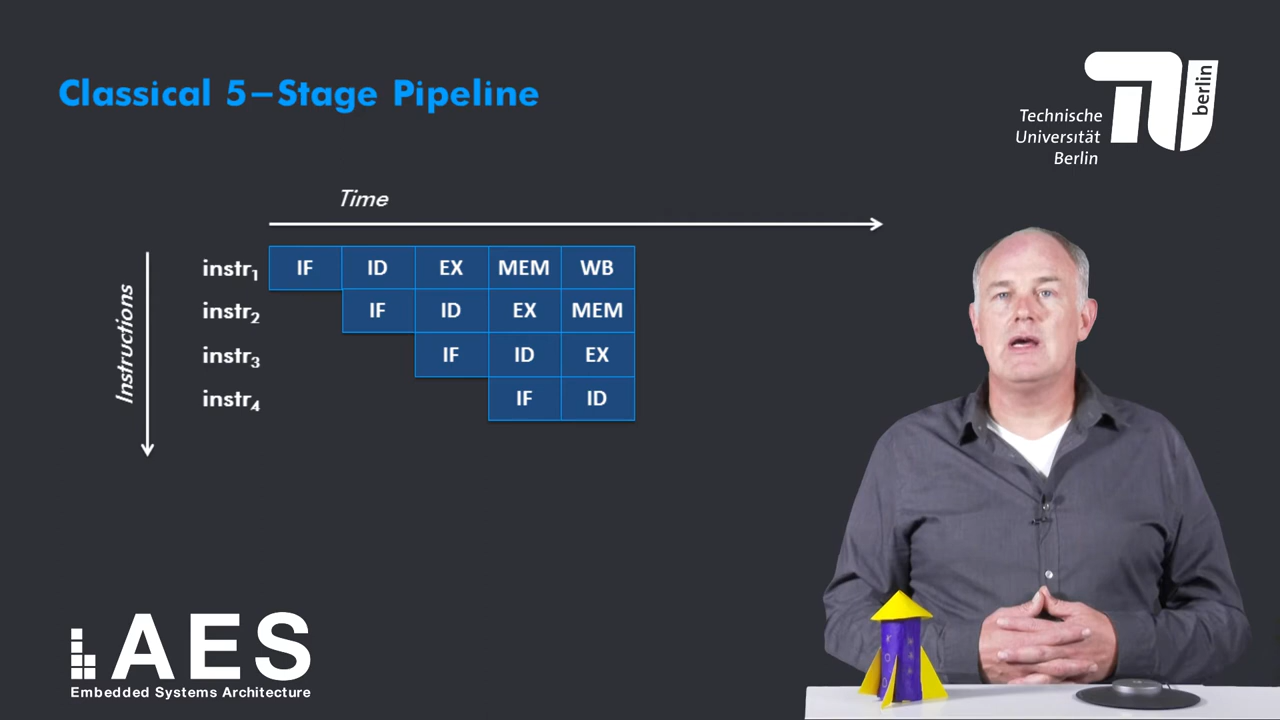 Classical 5–Stage Pipeline
Technische
Universität
Berlin
berlin
Time
Instructions
instr1 IF ID EX MEM WB
instr2 IF ID EX MEM
instr3 IF ID EX
instr4 IF ID
AES
Embedded Systems Architecture